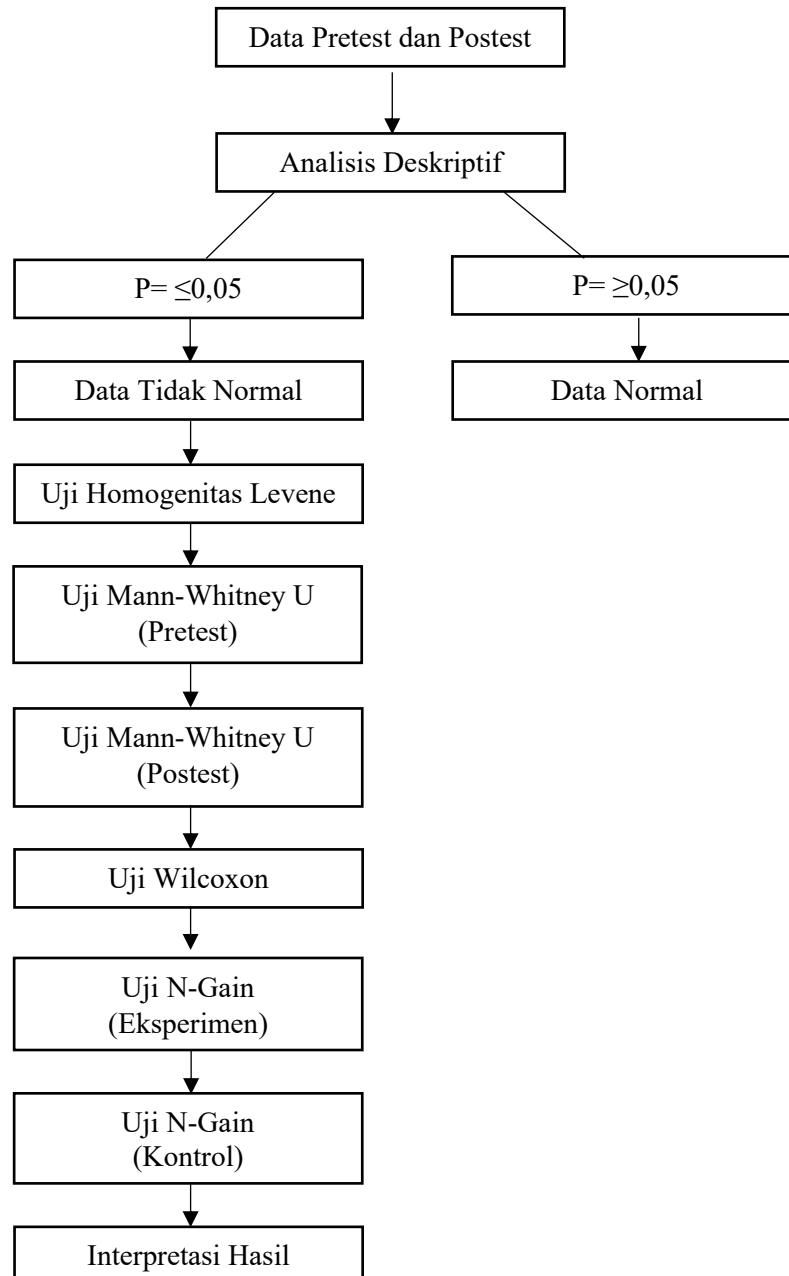 Data Pretest dan Postest
Analisis Deskriptif
P= ≤0,05
P= ≥0,05
Data Tidak Normal
Data Normal
Uji Homogenitas Levene
Uji Mann-Whitney U
(Pretest)
Uji Mann-Whitney U
(Postest)
Uji Wilcoxon
Uji N-Gain
(Eksperimen)
Uji N-Gain
(Kontrol)
Interpretasi Hasil